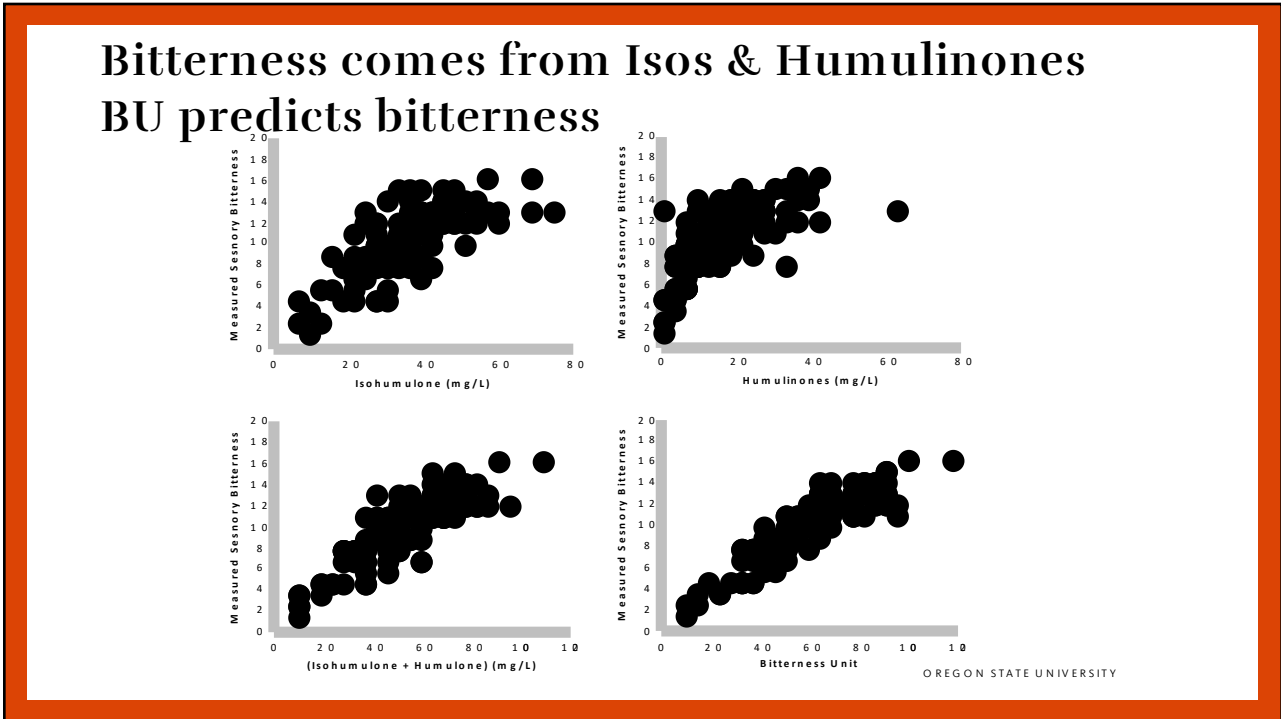 Bitterness comes from Isos & Humulinones
BU predicts bitterness
Measured Sesnory Bitterness
20
18
16
14
12
10
8
6
4
2
0
0 20 40 60 80
Isohumulone (mg/L)
Measured Sesnory Bitterness
20
18
16
14
12
10
8
6
4
2
0
0 20 40 60 80
Humulinones (mg/L)
Measured Sesnory Bitterness
20
18
16
14
12
10
8
6
4
2
0
0 20 40 60 80 100 120
(Isohumulone + Humulone) (mg/L)
Measured Sesnory Bitterness
20
18
16
14
12
10
8
6
4
2
0
0 20 40 60 80 100 120
Bitterness Unit
OREGON STATE UNIVERSITY